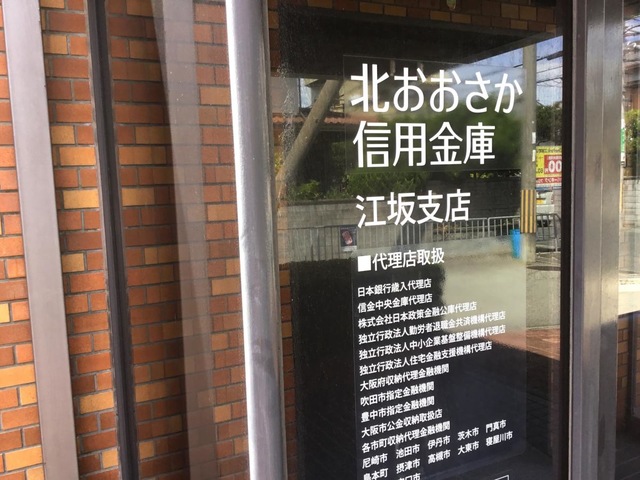 北おおさか
信用金庫
江坂支店
■代理店取扱
日本銀行歳入代理店
信金中央金庫代理店
株式会社日本政策金融公庫代理店
独立行政法人勤労者退職金共済機構代理店
独立行政法人中小企業基盤整備機構代理店
独立行政法人住宅金融支援機構代理店
大阪府収納代理金融機関
吹田市指定金融機関
豊中市指定金融機関
大阪市公金収納取扱店
各市町収納代理金融機関
尼崎市 池田市 伊丹市 茨木市 門真市
島本町 摂津市 高槻市 大東市 寝屋川市